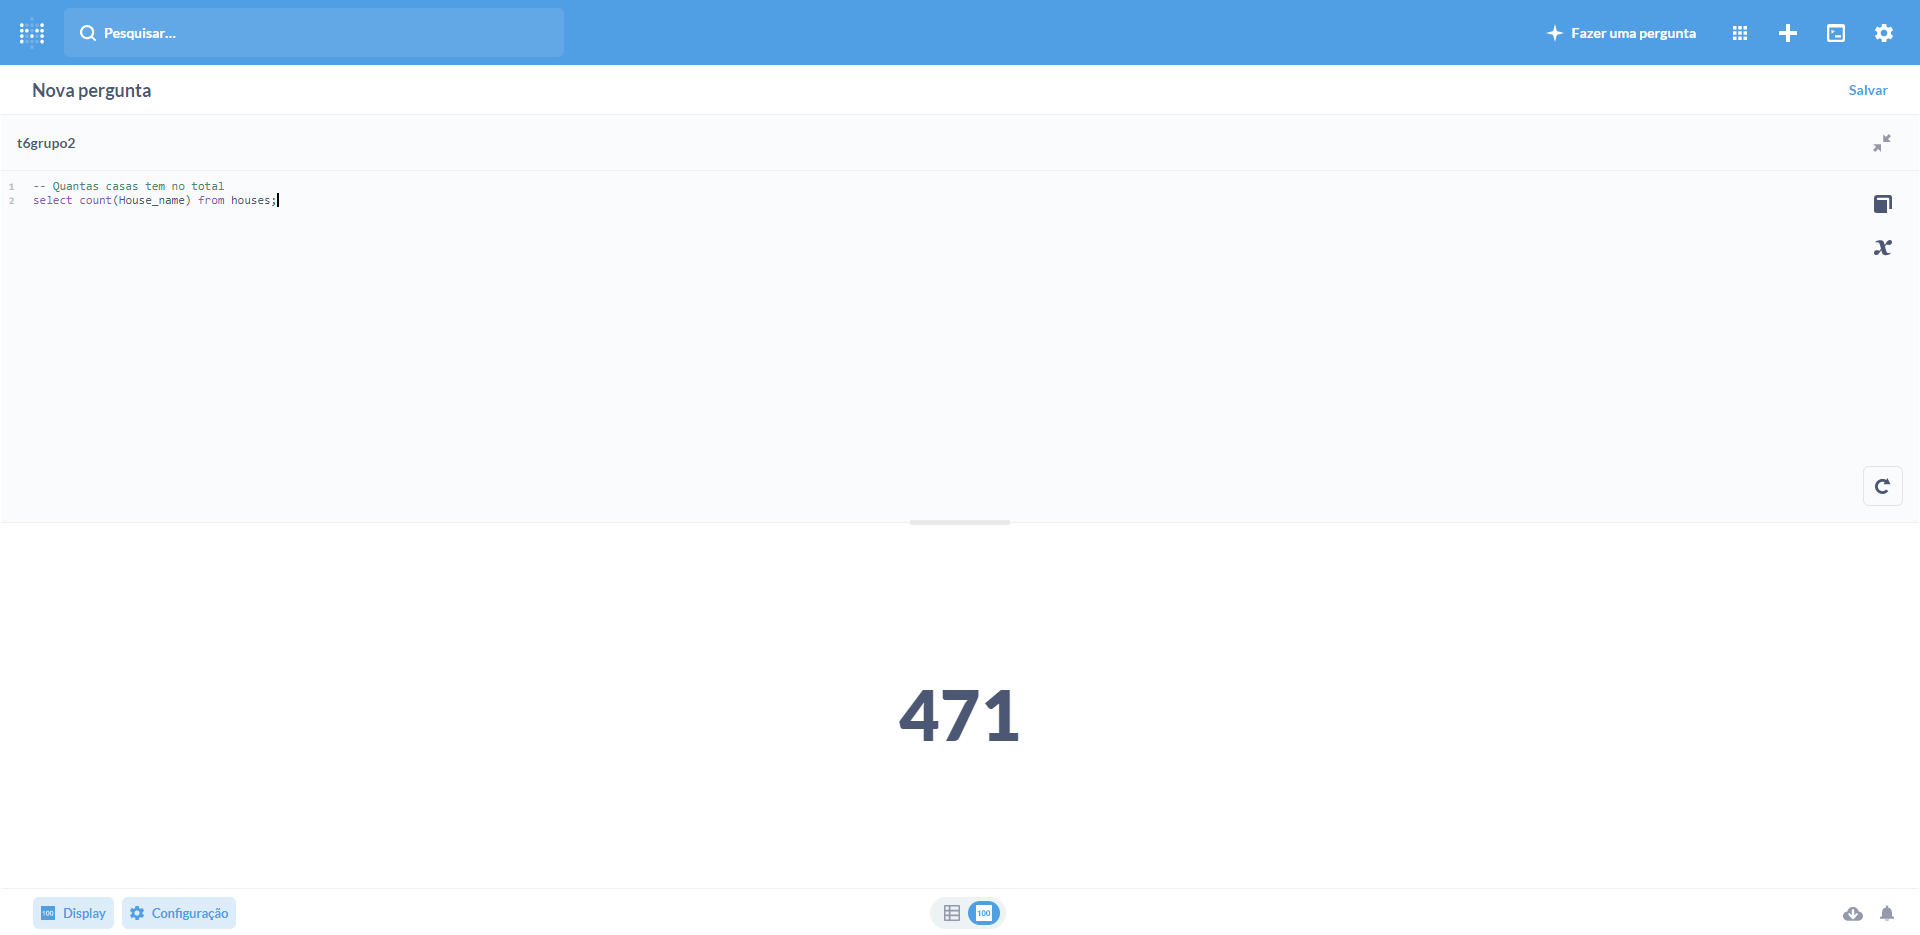 Pesquisar...
Fazer uma pergunta
Nova pergunta
Salvar
t6grupo2
1 -- Quantas casas tem no total
2 select count(House_name) from houses;
471
100 Display
Configuração
100